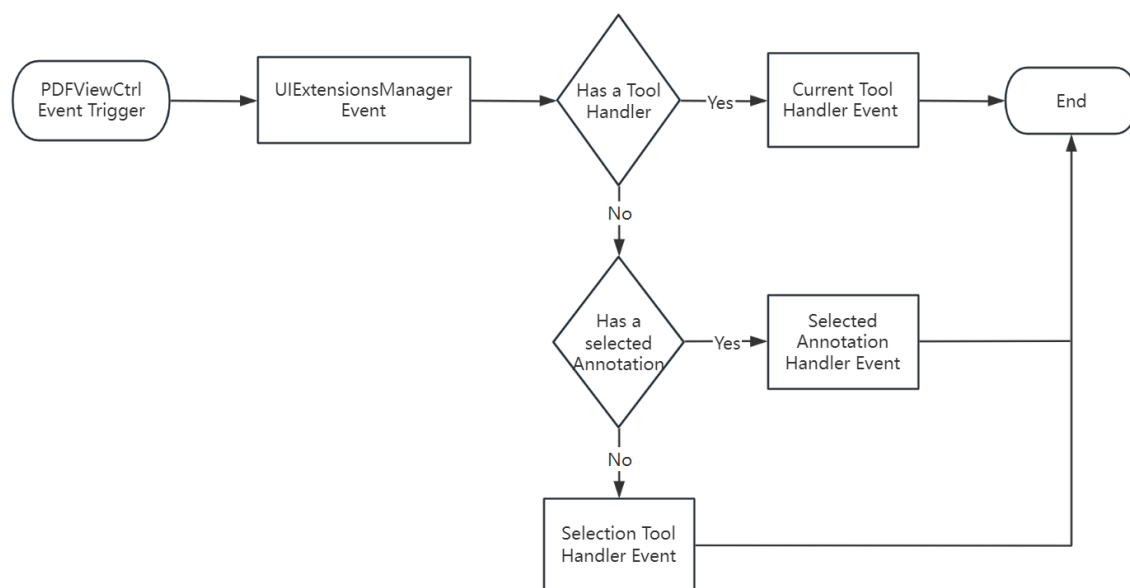 PDFViewCtrl
Event Trigger
UIExtensionsManager
Event
Has a Tool
Handler
Yes
Current Tool
Handler Event
End
No
Has a
selected
Annotation
Yes
Selected
Annotation
Handler Event
No
Selection Tool
Handler Event